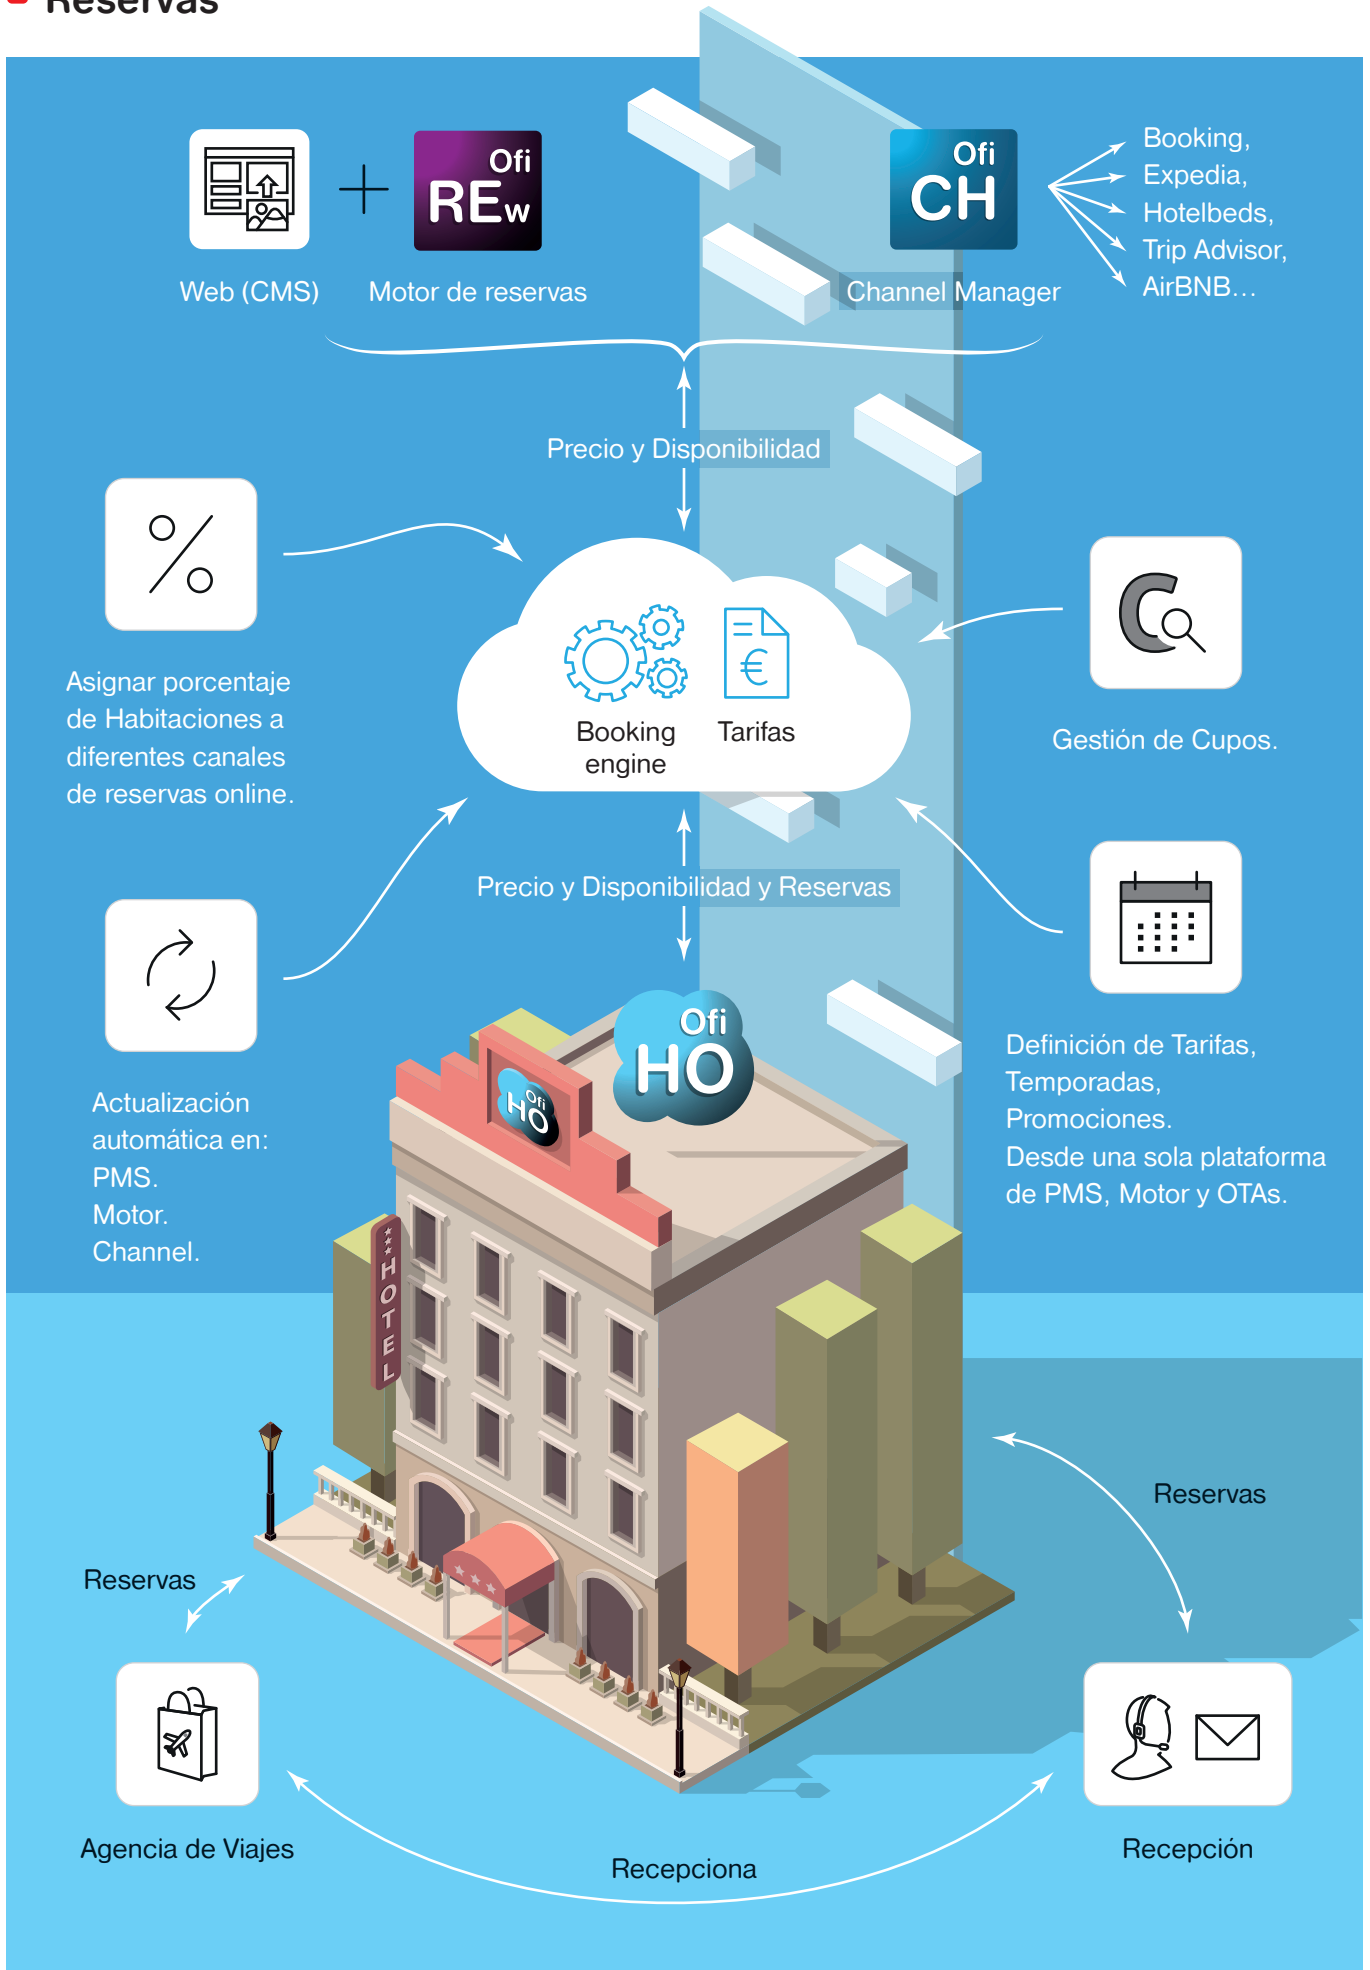 Reservas
Ofi
REw
Ofi
CH
Booking,
Expedia,
Hotelbeds,
Trip Advisor,
AirBNB...
Web (CMS)
Motor de reservas
Channel Manager
Precio y Disponibilidad
Asignar porcentaje
de Habitaciones a
diferentes canales
de reservas online.
Booking
engine
Tarifas
Gestión de Cupos.
Precio y Disponibilidad y Reservas
Actualización
automática en:
PMS.
Motor.
Channel.
Definición de Tarifas,
Temporadas,
Promociones.
Desde una sola plataforma
de PMS, Motor y OTAs.
Ofi
HO
Ofi
HO
HOTEL
Reservas
Reservas
Agencia de Viajes
Recepciona
Recepción